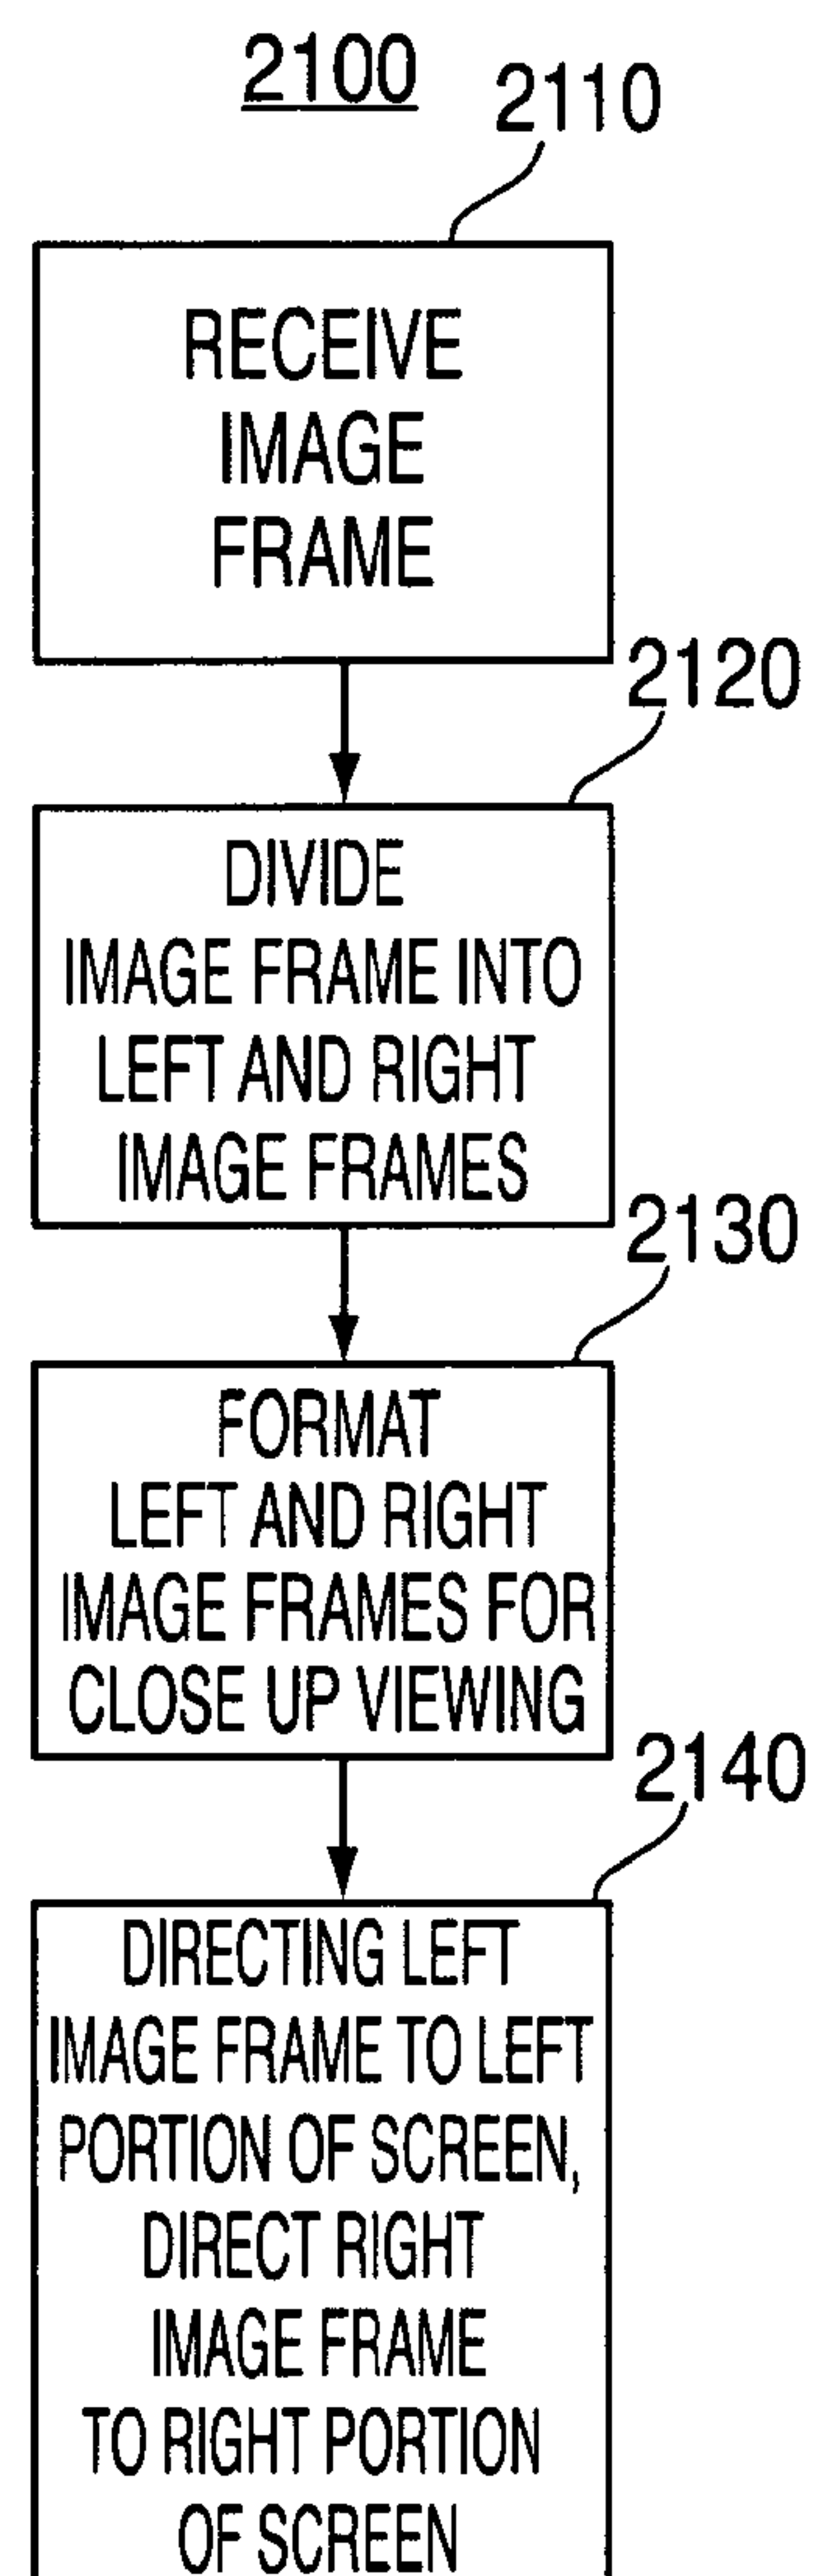 2100
2110
RECEIVE
IMAGE
FRAME
2120
DIVIDE
IMAGE FRAME INTO
LEFT AND RIGHT
IMAGE FRAMES
2130
FORMAT
LEFT AND RIGHT
IMAGE FRAMES FOR
CLOSE UP VIEWING
2140
DIRECTING LEFT
IMAGE FRAME TO LEFT
PORTION OF SCREEN,
DIRECT RIGHT
IMAGE FRAME
TO RIGHT PORTION
OF SCREEN